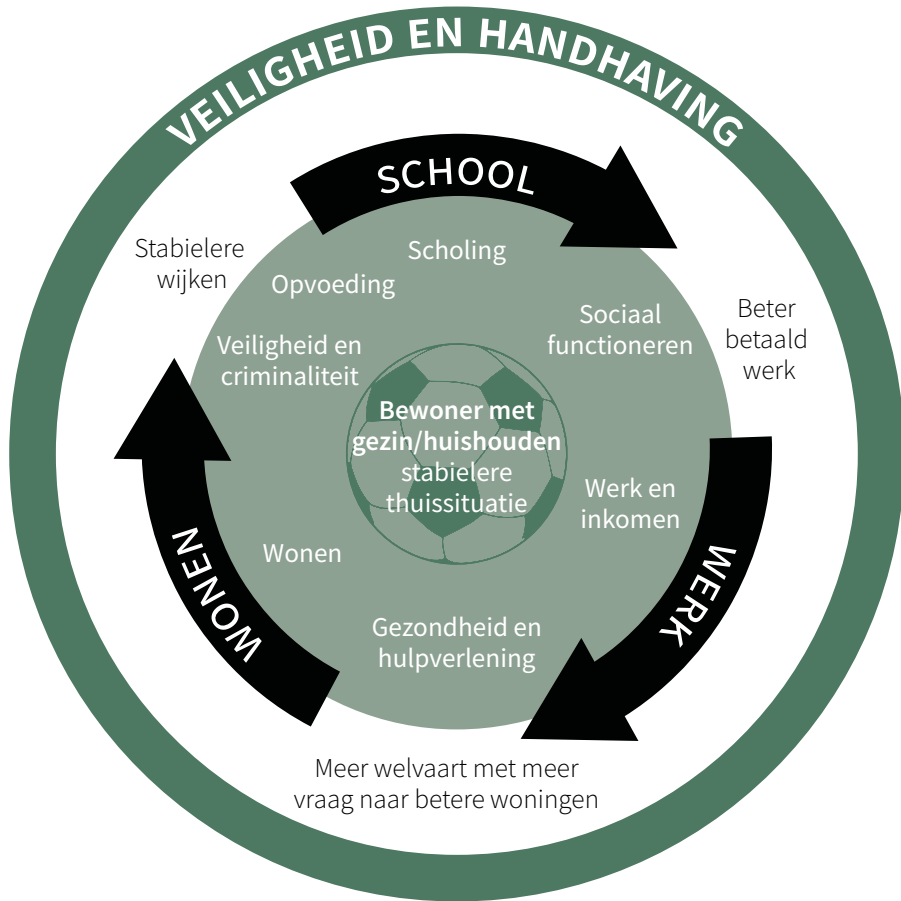 VEILIGHEID EN HANDHAVING
SCHOOL
Stabielere
wijken
Scholing
Opvoeding
Sociaal
functioneren
Beter
betaald
werk
Veiligheid en
criminaliteit
Bewoner met
gezin/huishouden
stabielere
thuissituatie
Werk en
inkomen
WERK
WONEN
Wonen
Gezondheid en
hulpverlening
Meer welvaart met meer
vraag naar betere woningen